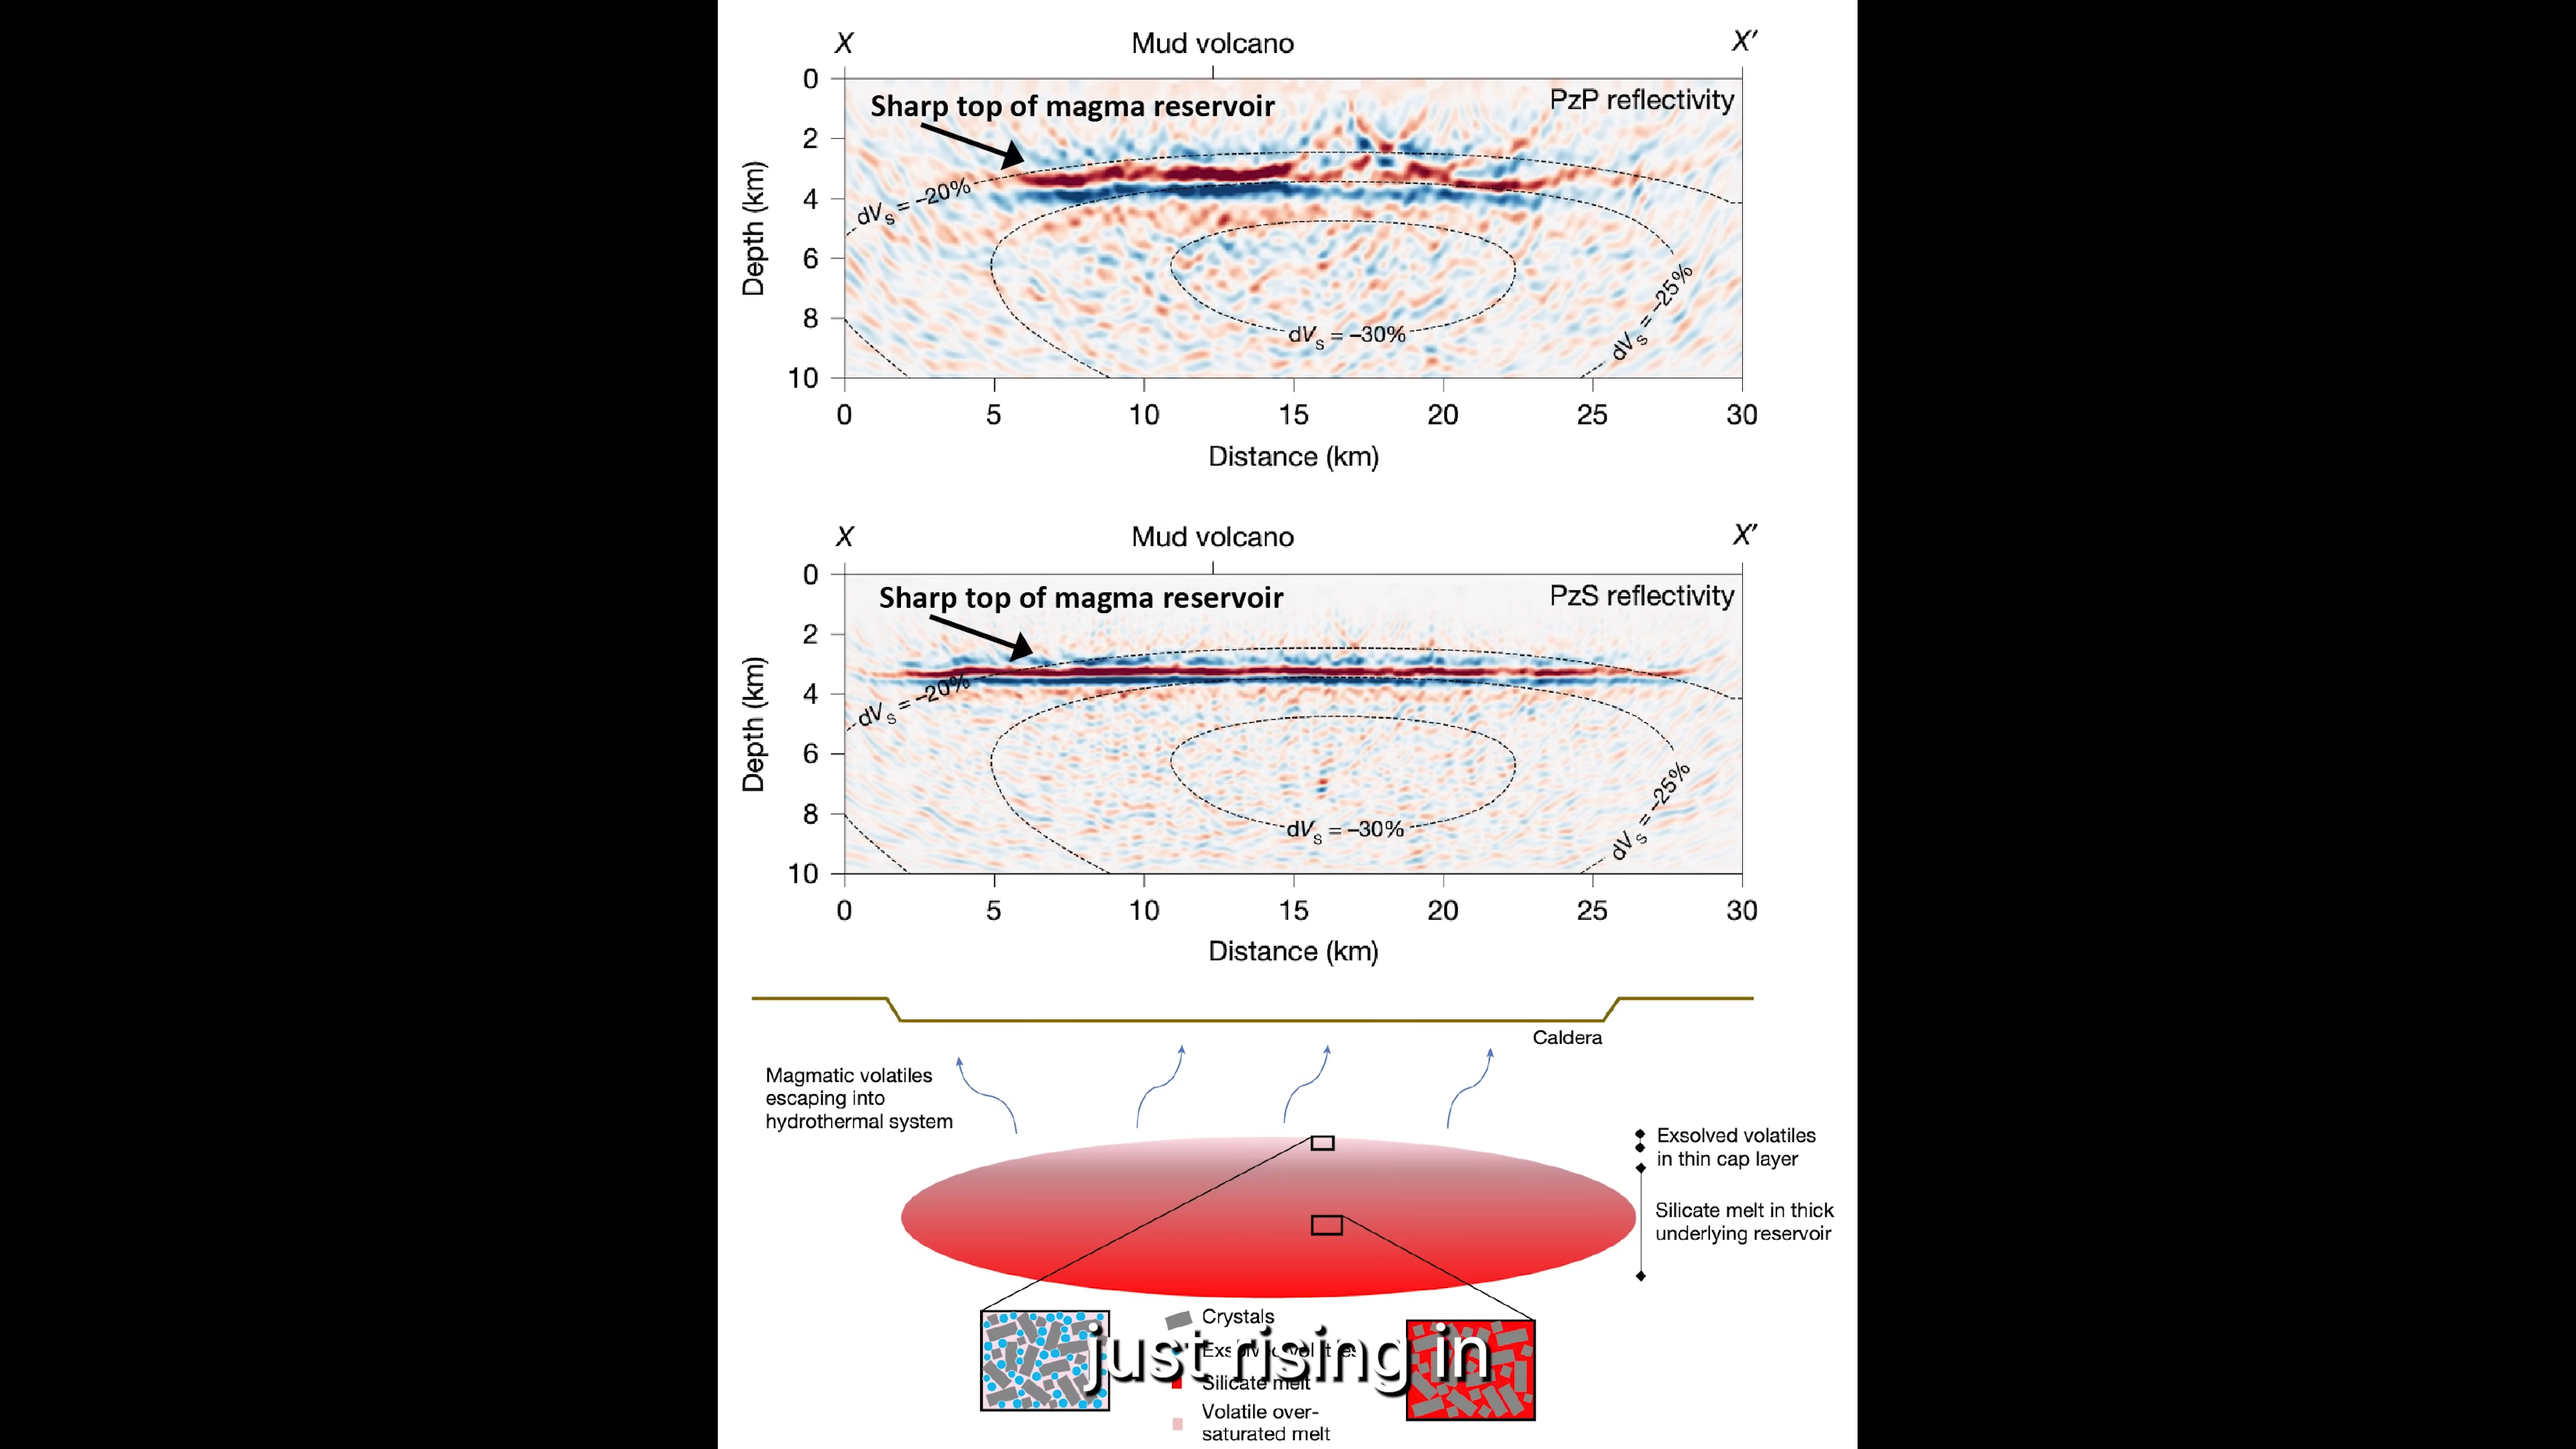 X
Mud volcano
X′
Sharp top of magma reservoir
PzP reflectivity
0
2
4
6
8
10
Depth (km)
dVS = –20%
dVS = –25%
dVS = –30%
0 5 10 15 20 25 30
Distance (km)
X
Mud volcano
X′
Sharp top of magma reservoir
PzS reflectivity
0
2
4
6
8
10
Depth (km)
dVS = –20%
dVS = –25%
dVS = –30%
0 5 10 15 20 25 30
Distance (km)
Caldera
Magmatic volatiles
escaping into
hydrothermal system
Exsolved volatiles
in thin cap layer
Silicate melt in thick
underlying reservoir
Crystals
Exsolved volatiles
just rising in
Silicate melt
Volatile over-
saturated melt